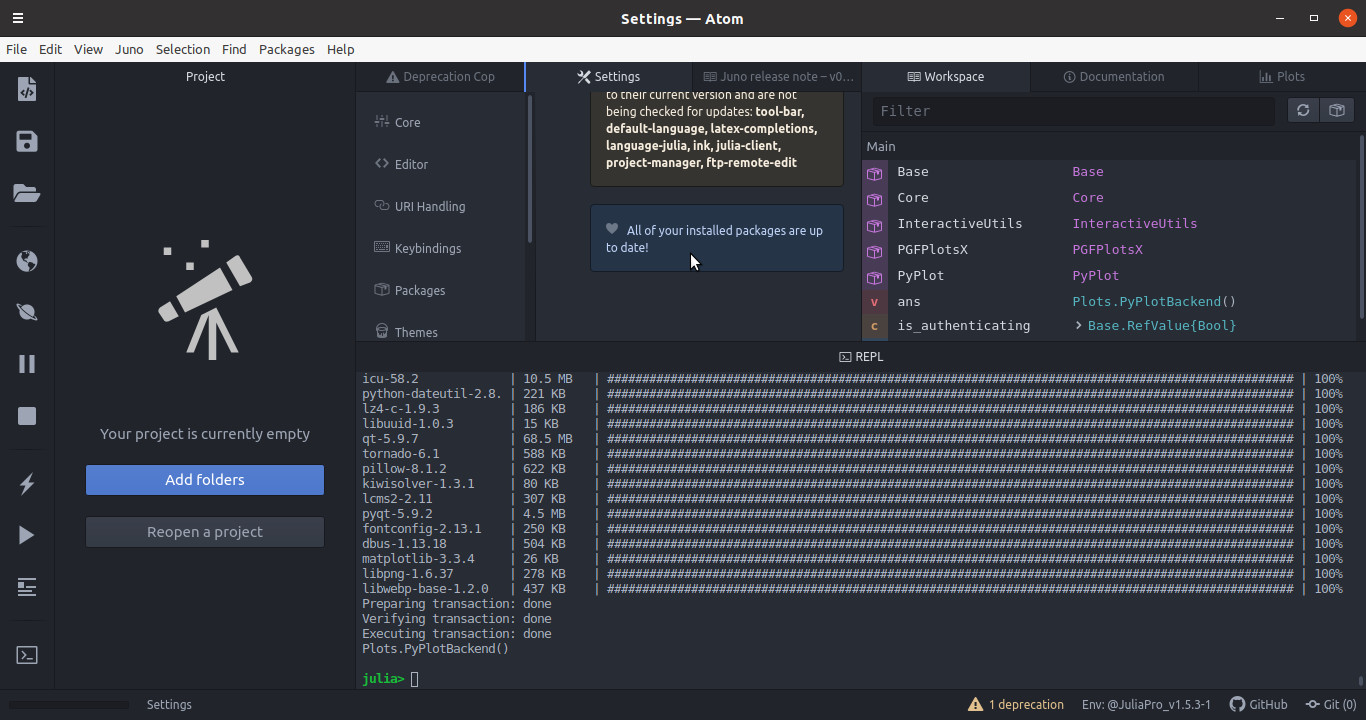 Settings — Atom
File Edit View Juno Selection Find Packages Help
Project
Deprecation Cop
Settings
Juno release note – v0...
Workspace
Documentation
Plots
Your project is currently empty
Add folders
Reopen a project
Core
Editor
URI Handling
Keybindings
Packages
Themes
to their current version and are not
being checked for updates: tool-bar,
default-language, latex-completions,
language-julia, ink, julia-client,
project-manager, ftp-remote-edit
All of your installed packages are up
to date!
Filter
Main
Base Base
Core Core
InteractiveUtils InteractiveUtils
PGFPlotsX PGFPlotsX
PyPlot PyPlot
v ans Plots.PyPlotBackend()
c is_authenticating > Base.RefValue{Bool}
REPL
icu-58.2 | 10.5 MB | ################################################################################################## | 100%
python-dateutil-2.8. | 221 KB | ################################################################################################## | 100%
lz4-c-1.9.3 | 186 KB | ################################################################################################## | 100%
libuuid-1.0.3 | 15 KB | ################################################################################################## | 100%
qt-5.9.7 | 68.5 MB | ################################################################################################## | 100%
tornado-6.1 | 588 KB | ################################################################################################## | 100%
pillow-8.1.2 | 622 KB | ################################################################################################## | 100%
kiwisolver-1.3.1 | 80 KB | ################################################################################################## | 100%
lcms2-2.11 | 307 KB | ################################################################################################## | 100%
pyqt-5.9.2 | 4.5 MB | ################################################################################################## | 100%
fontconfig-2.13.1 | 250 KB | ################################################################################################## | 100%
dbus-1.13.18 | 504 KB | ################################################################################################## | 100%
matplotlib-3.3.4 | 26 KB | ################################################################################################## | 100%
libpng-1.6.37 | 278 KB | ################################################################################################## | 100%
libwebp-base-1.2.0 | 437 KB | ################################################################################################## | 100%
Preparing transaction: done
Verifying transaction: done
Executing transaction: done
Plots.PyPlotBackend()
julia>
Settings
1 deprecation
Env: @JuliaPro_v1.5.3-1
GitHub
Git (0)